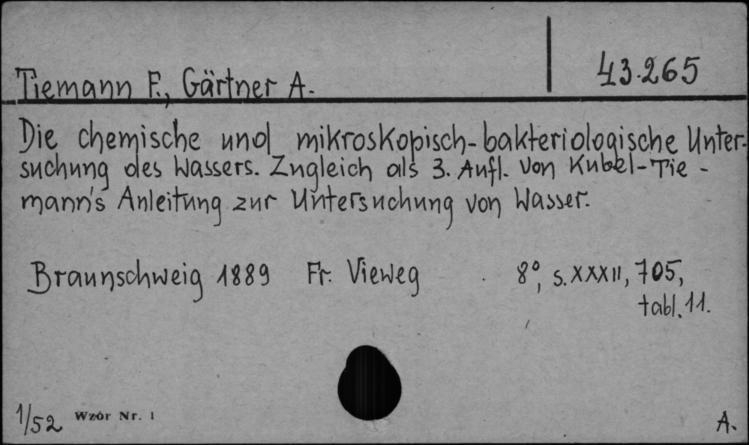 43.265
Tiemann F., Gärtner A.
Die chemische und mikroskopisch-bakteriologische Unter-
suchung des Wassers. Zugleich als 3. Aufl. von Kubel-Tie-
mann's Anleitung zur Untersuchung von Wasser.
Braunschweig 1889 Fr. Vieweg 8°, s. XXXII, 705,
tabl. 11.
1/52 Wzór Nr. 1 A.